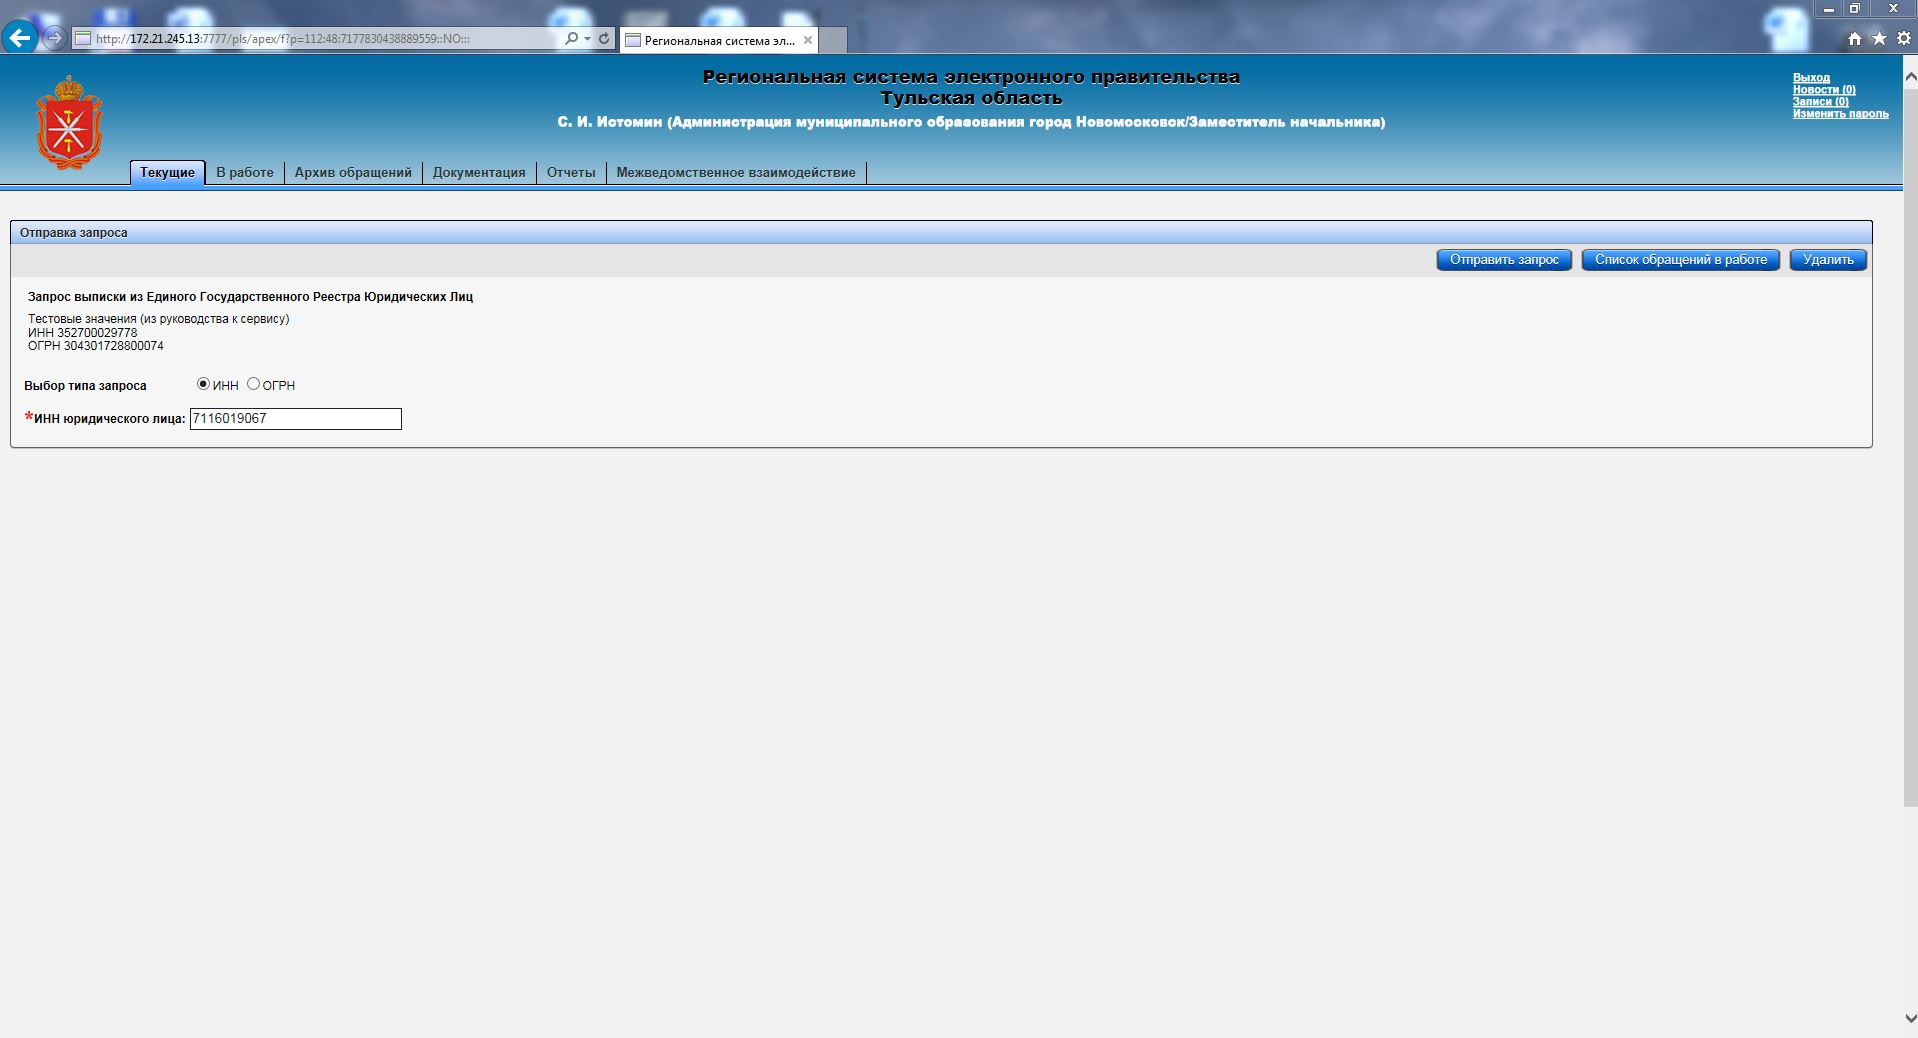 http://172.21.245.13:7777/pls/apex/f?p=112:48:7177830438889559::NO:::
Региональная система эл...
Региональная система электронного правительства
Тульская область
С. И. Истомин (Администрация муниципального образования город Новомосковск/Заместитель начальника)
Выход
Новости (0)
Записи (0)
Изменить пароль
Текущие В работе Архив обращений Документация Отчеты Межведомственное взаимодействие
Отправка запроса
Отправить запрос Список обращений в работе Удалить
Запрос выписки из Единого Государственного Реестра Юридических Лиц
Тестовые значения (из руководства к сервису)
ИНН 352700029778
ОГРН 304301728800074
Выбор типа запроса ИНН ОГРН
*ИНН юридического лица: 7116019067